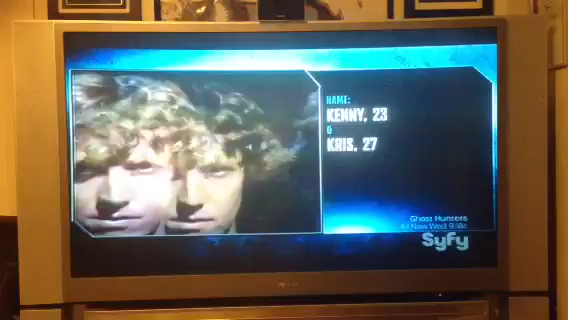 NAME:
KENNY, 23
&
KRIS, 27
Ghost Hunters
All New Wed 9/8c
Syfy